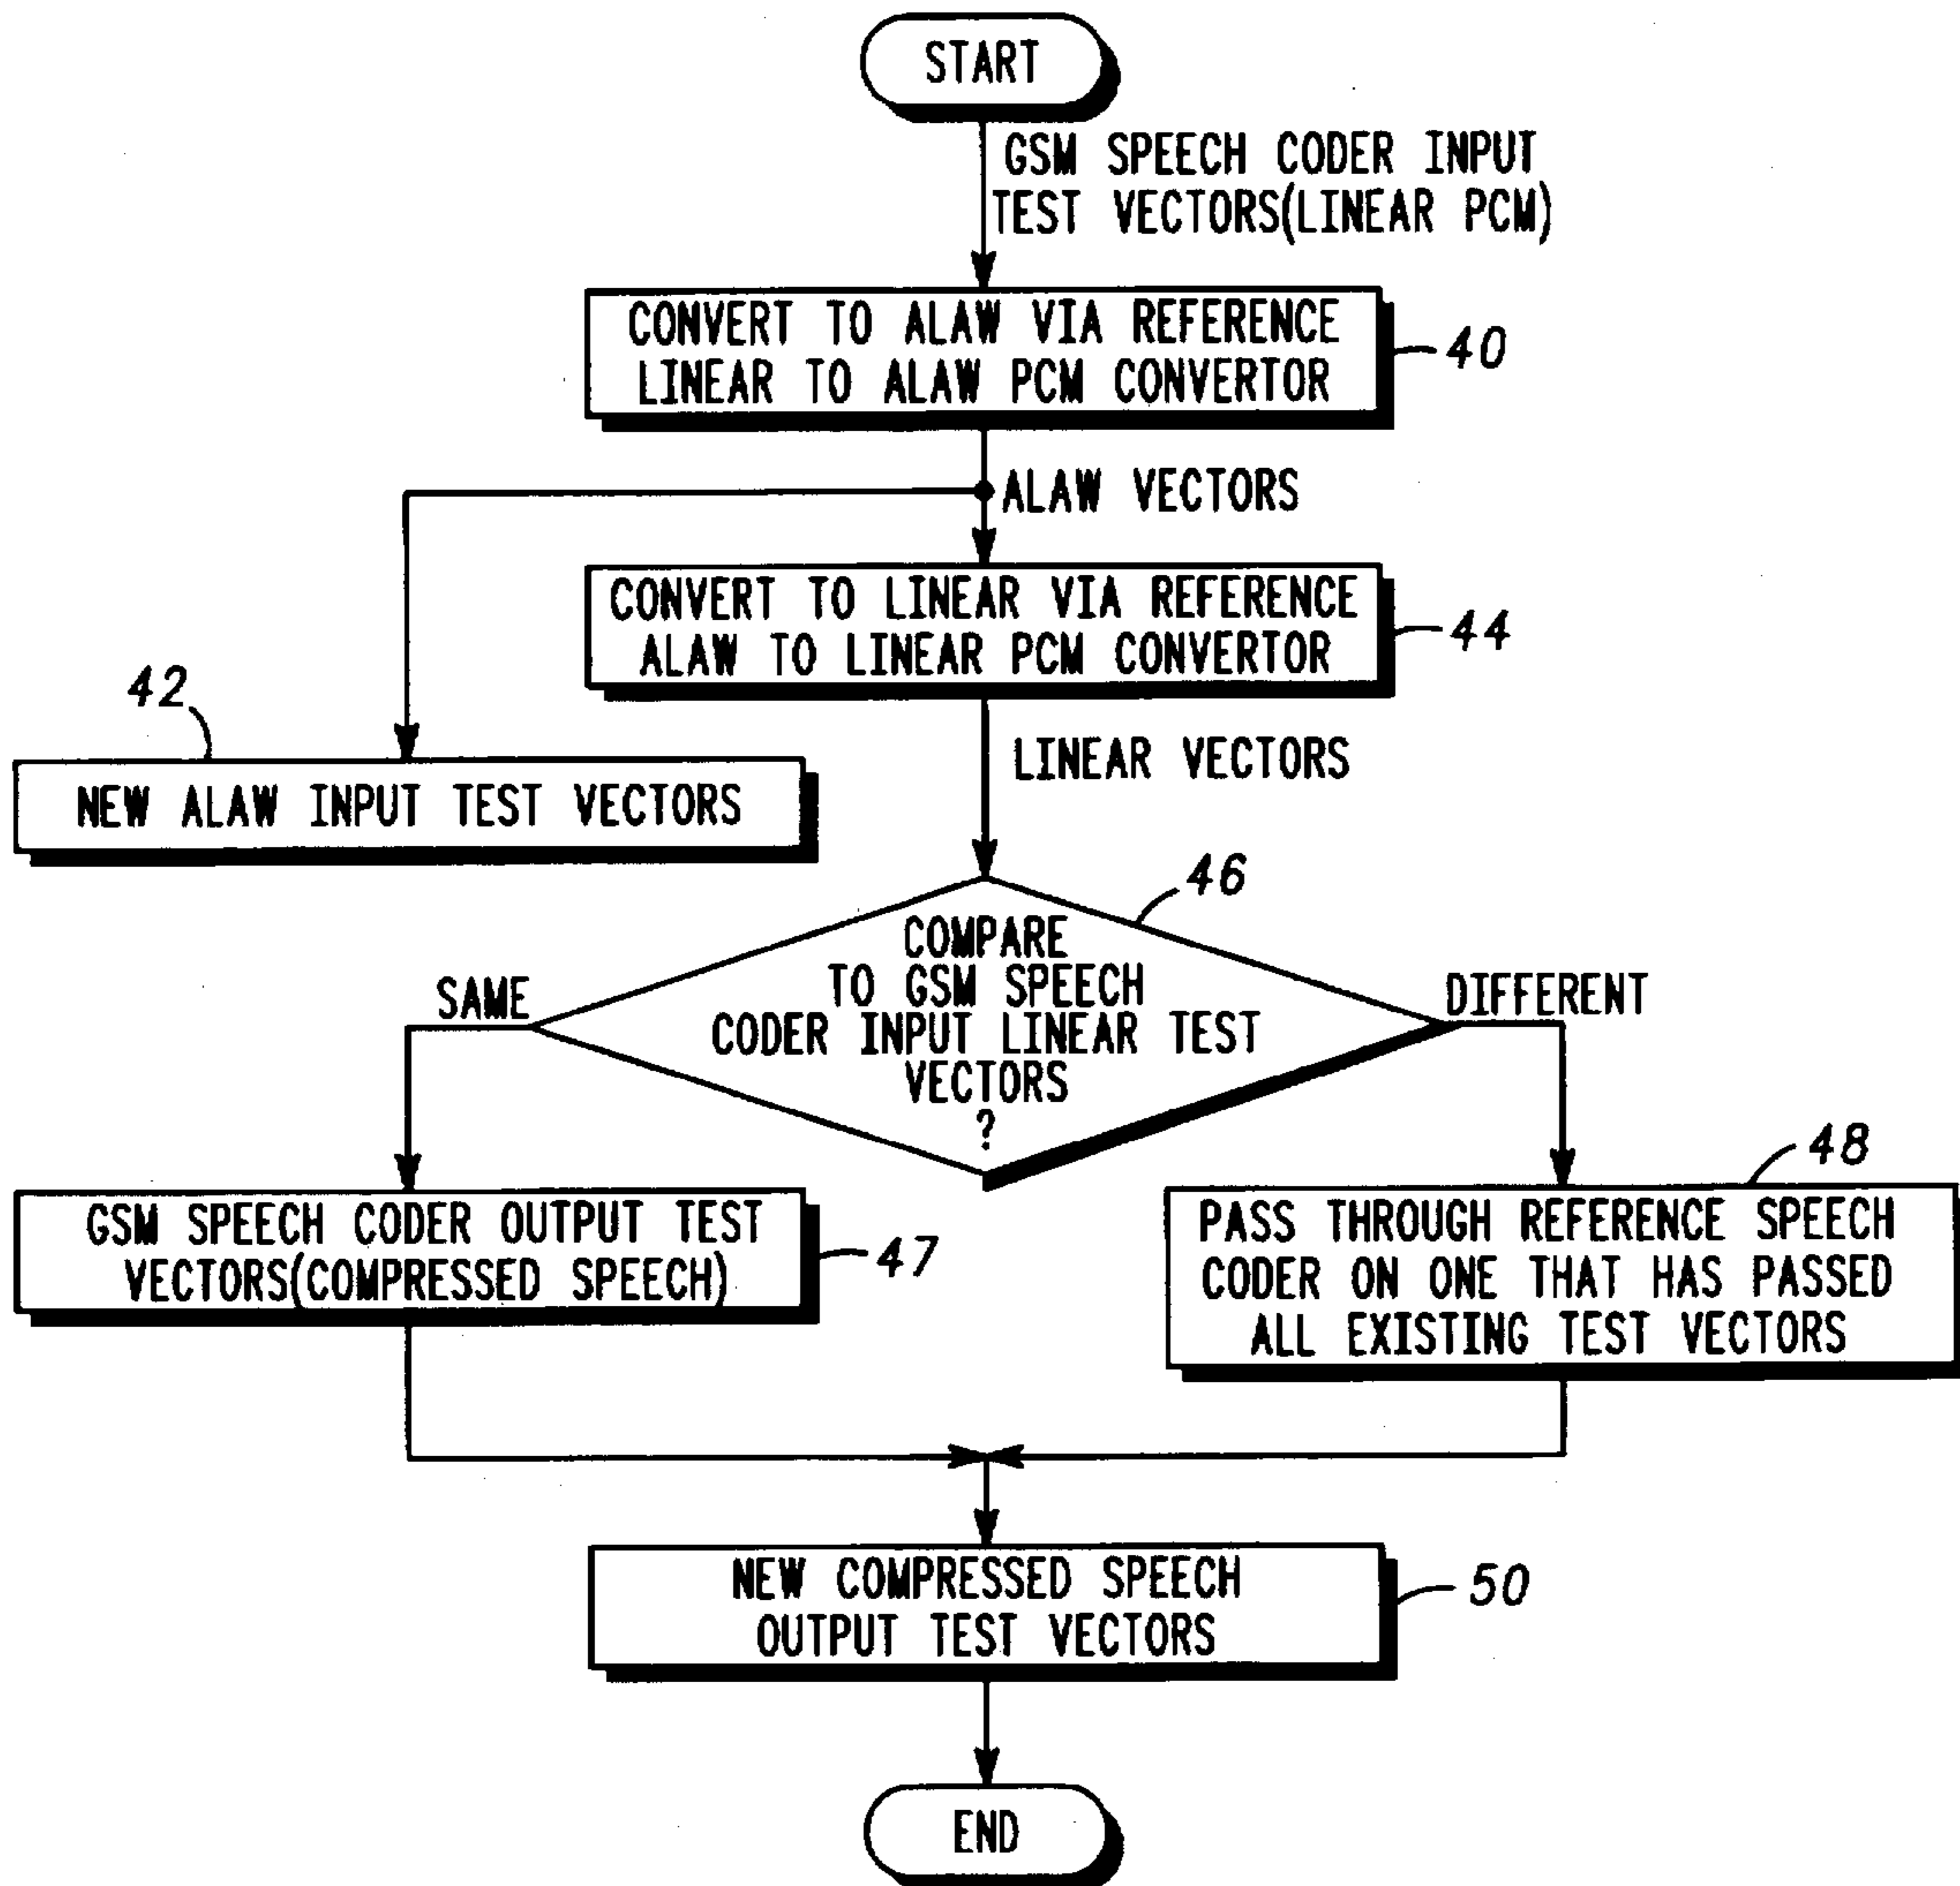 START
GSM SPEECH CODER INPUT
TEST VECTORS(LINEAR PCM)
CONVERT TO ALAW VIA REFERENCE
LINEAR TO ALAW PCM CONVERTOR
40
ALAW VECTORS
CONVERT TO LINEAR VIA REFERENCE
ALAW TO LINEAR PCM CONVERTOR
44
42
NEW ALAW INPUT TEST VECTORS
LINEAR VECTORS
46
COMPARE
TO GSM SPEECH
CODER INPUT LINEAR TEST
VECTORS
?
SAME
DIFFERENT
GSM SPEECH CODER OUTPUT TEST
VECTORS(COMPRESSED SPEECH)
47
48
PASS THROUGH REFERENCE SPEECH
CODER ON ONE THAT HAS PASSED
ALL EXISTING TEST VECTORS
NEW COMPRESSED SPEECH
OUTPUT TEST VECTORS
50
END